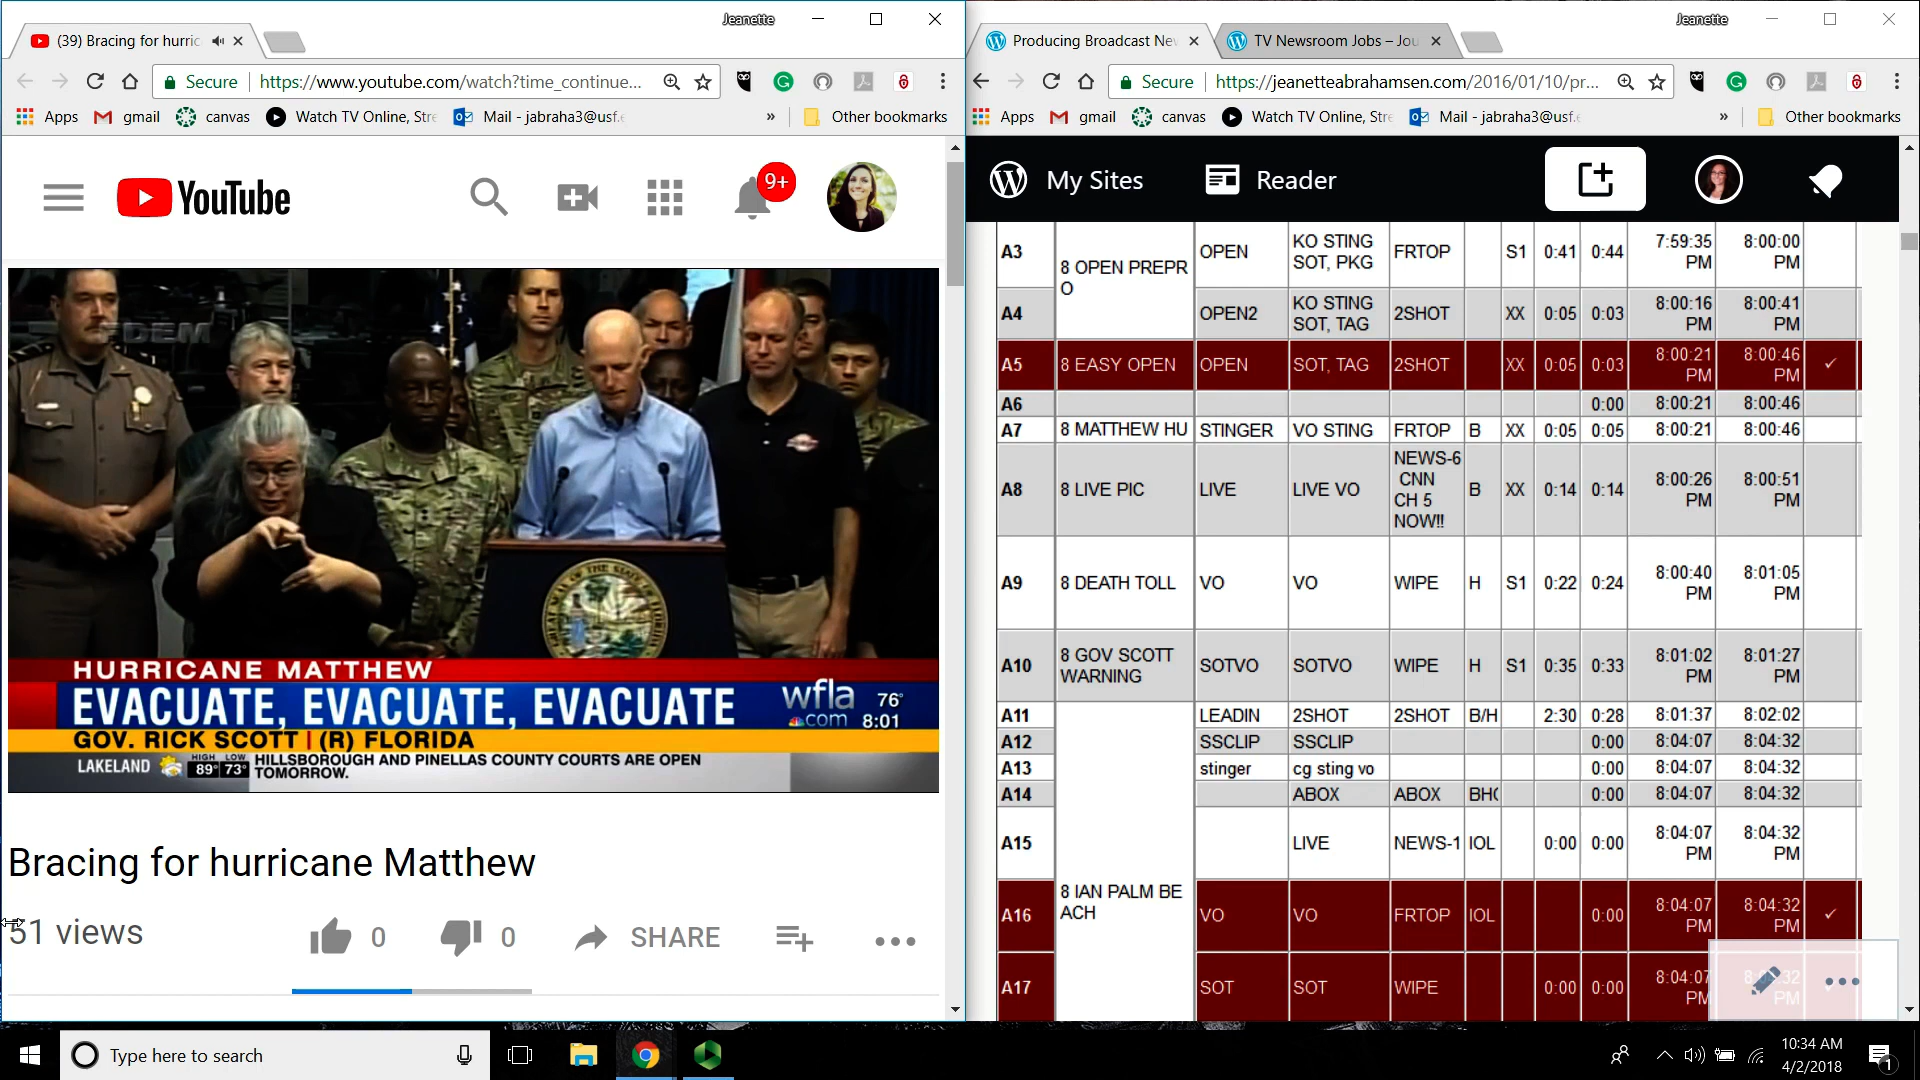 Jeanette
(39) Bracing for hurric
Secure
https://www.youtube.com/watch?time_continue...
Apps
gmail
canvas
Watch TV Online, Stre
Mail - jabraha3@usf.e
»
Other bookmarks
YouTube
9+
FDEM
HURRICANE MATTHEW
EVACUATE, EVACUATE, EVACUATE
GOV. RICK SCOTT | (R) FLORIDA
wfla
.com
76°
8:01
LAKELAND
HIGH LOW
89° 73°
HILLSBOROUGH AND PINELLAS COUNTY COURTS ARE OPEN
TOMORROW.
Bracing for hurricane Matthew
51 views
0
0
SHARE
Jeanette
Producing Broadcast Nev
TV Newsroom Jobs – Jou
Secure
https://jeanetteabrahamsen.com/2016/01/10/pr...
Apps
gmail
canvas
Watch TV Online, Stre
Mail - jabraha3@usf.e
»
Other bookmarks
My Sites
Reader
A3 8 OPEN PREPR
O OPEN KO STING
SOT, PKG FRTOP S1 0:41 0:44 7:59:35
PM 8:00:00
PM
A4 OPEN2 KO STING
SOT, TAG 2SHOT XX 0:05 0:03 8:00:16
PM 8:00:41
PM
A5 8 EASY OPEN OPEN SOT, TAG 2SHOT XX 0:05 0:03 8:00:21
PM 8:00:46
PM ✓
A6 0:00 8:00:21 8:00:46
A7 8 MATTHEW HU STINGER VO STING FRTOP B XX 0:05 0:05 8:00:21 8:00:46
A8 8 LIVE PIC LIVE LIVE VO NEWS-6
CNN
CH 5
NOW!! B XX 0:14 0:14 8:00:26
PM 8:00:51
PM
A9 8 DEATH TOLL VO VO WIPE H S1 0:22 0:24 8:00:40
PM 8:01:05
PM
A10 8 GOV SCOTT
WARNING SOTVO SOTVO WIPE H S1 0:35 0:33 8:01:02
PM 8:01:27
PM
A11 LEADIN 2SHOT 2SHOT B/H 2:30 0:28 8:01:37 8:02:02
A12 SSCLIP SSCLIP 0:00 8:04:07 8:04:32
A13 stinger cg sting vo 0:00 8:04:07 8:04:32
A14 ABOX ABOX BHC 0:00 8:04:07 8:04:32
A15 LIVE NEWS-1 IOL 0:00 0:00 8:04:07
PM 8:04:32
PM
8 IAN PALM BE
ACH
A16 VO VO FRTOP IOL 0:00 8:04:07
PM 8:04:32
PM ✓
A17 SOT SOT WIPE 0:00 0:00 8:04:07
PM 8:04:32
PM
Type here to search
10:34 AM
4/2/2018
1